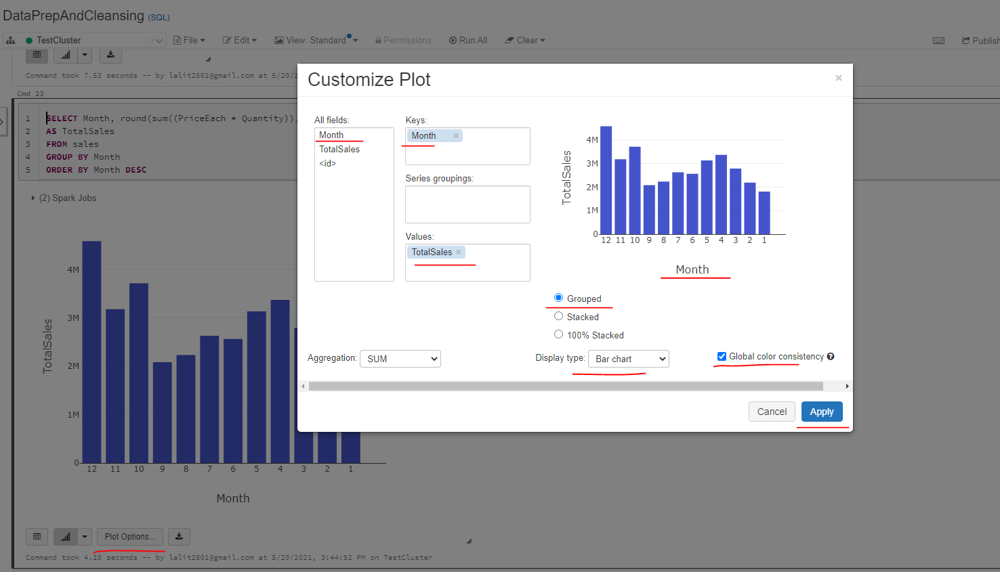 DataPrepAndCleansing (SQL)
TestCluster File Edit View: Standard Permissions Run All Clear Publish
Command took 7.53 seconds -- by lalit2801@gmail.com at 5/20/2
Cmd 23
1 SELECT Month, round(sum((PriceEach * Quantity)),
2 AS TotalSales
3 FROM sales
4 GROUP BY Month
5 ORDER BY Month DESC
(2) Spark Jobs
4M
3M
2M
1M
0
TotalSales
12 11 10 9 8 7 6 5 4 3 2 1
Month
Plot Options...
Command took 4.10 seconds -- by lalit2801@gmail.com at 5/20/2021, 3:44:52 PM on TestCluster
Customize Plot ×
All fields:
Month
TotalSales
<id>
Keys:
Month ×
Series groupings:
Values:
TotalSales ×
4M
3M
2M
1M
0
TotalSales
12 11 10 9 8 7 6 5 4 3 2 1
Month
Grouped
Stacked
100% Stacked
Aggregation: SUM
Display type: Bar chart
Global color consistency ?
Cancel Apply